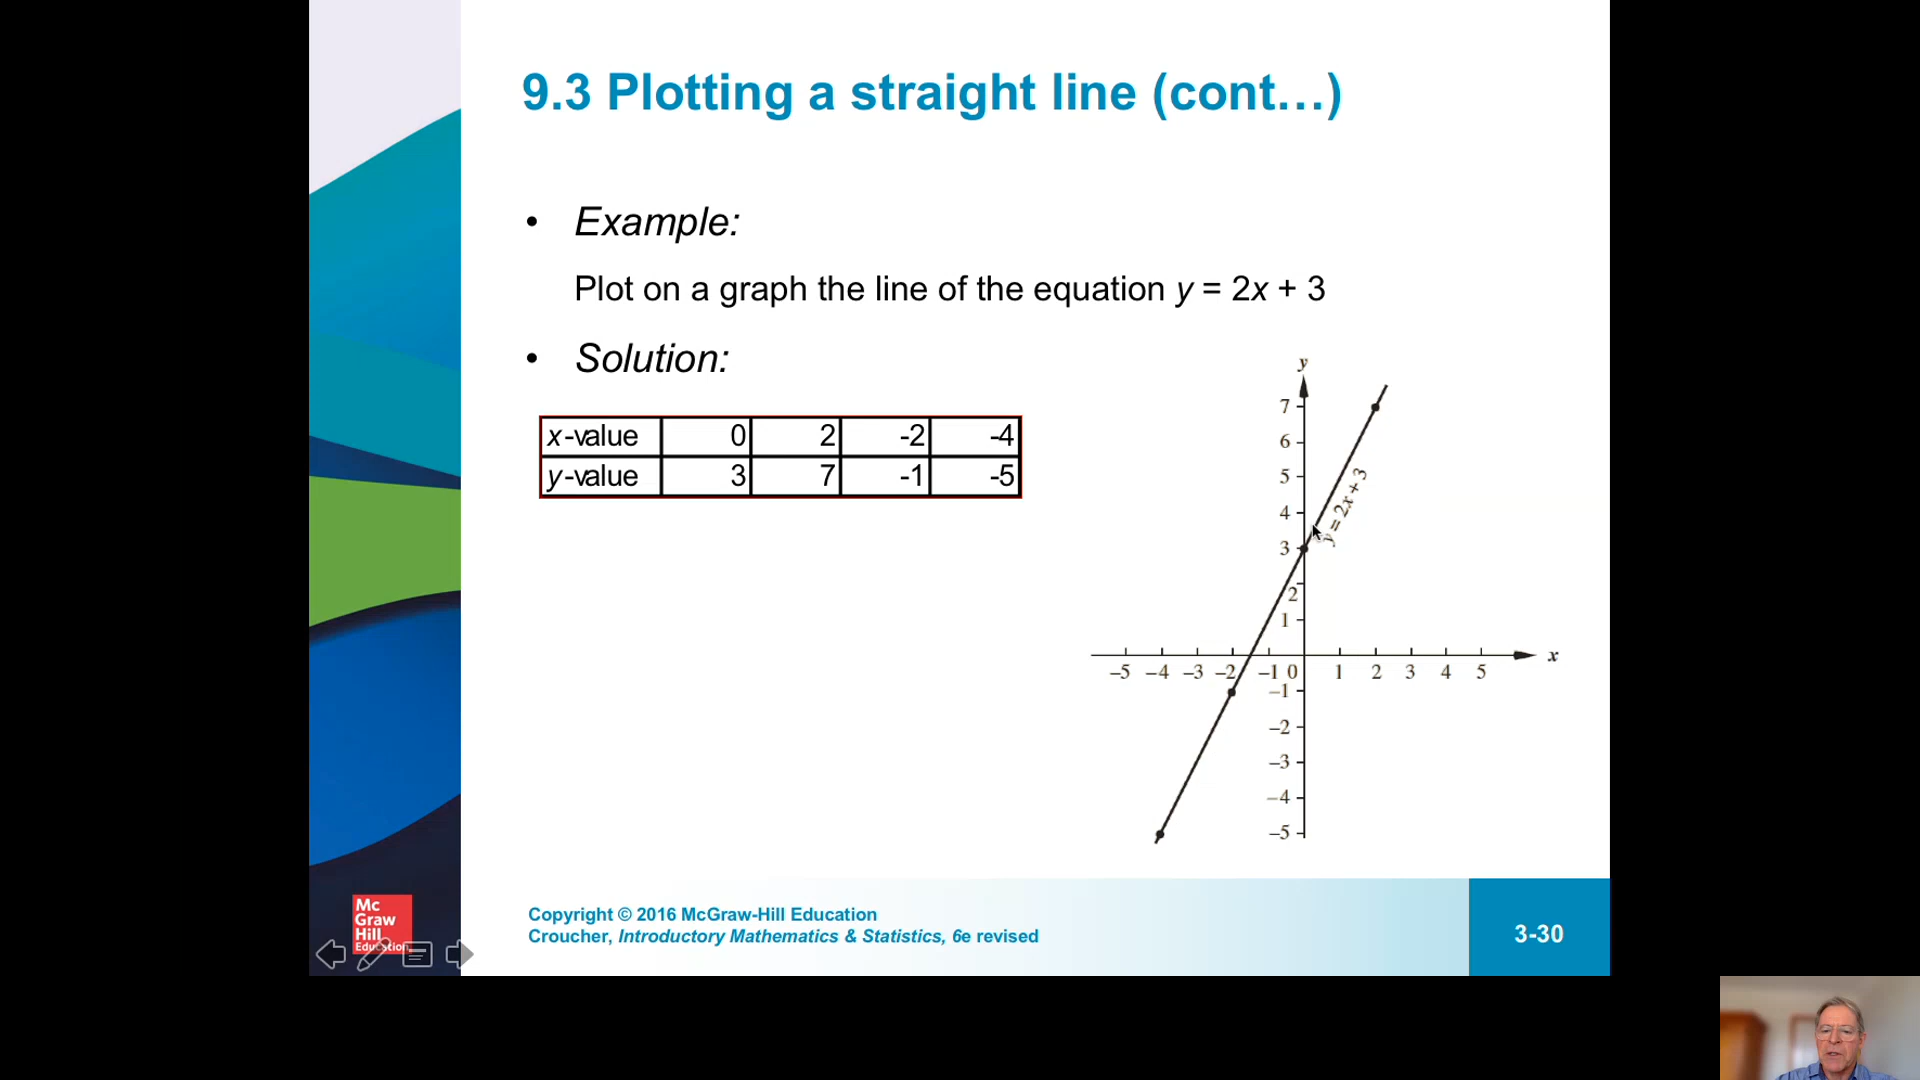 9.3 Plotting a straight line (cont…)
• Example:
Plot on a graph the line of the equation y = 2x + 3
• Solution:
x-value 0 2 -2 -4
y-value 3 7 -1 -5
y
7
6
5
4
3
2
1
y = 2x + 3
–5 –4 –3 –2 –1 0 1 2 3 4 5 x
–1
–2
–3
–4
–5
Mc
Graw
Hill
Education
Copyright © 2016 McGraw-Hill Education
Croucher, Introductory Mathematics & Statistics, 6e revised
3-30